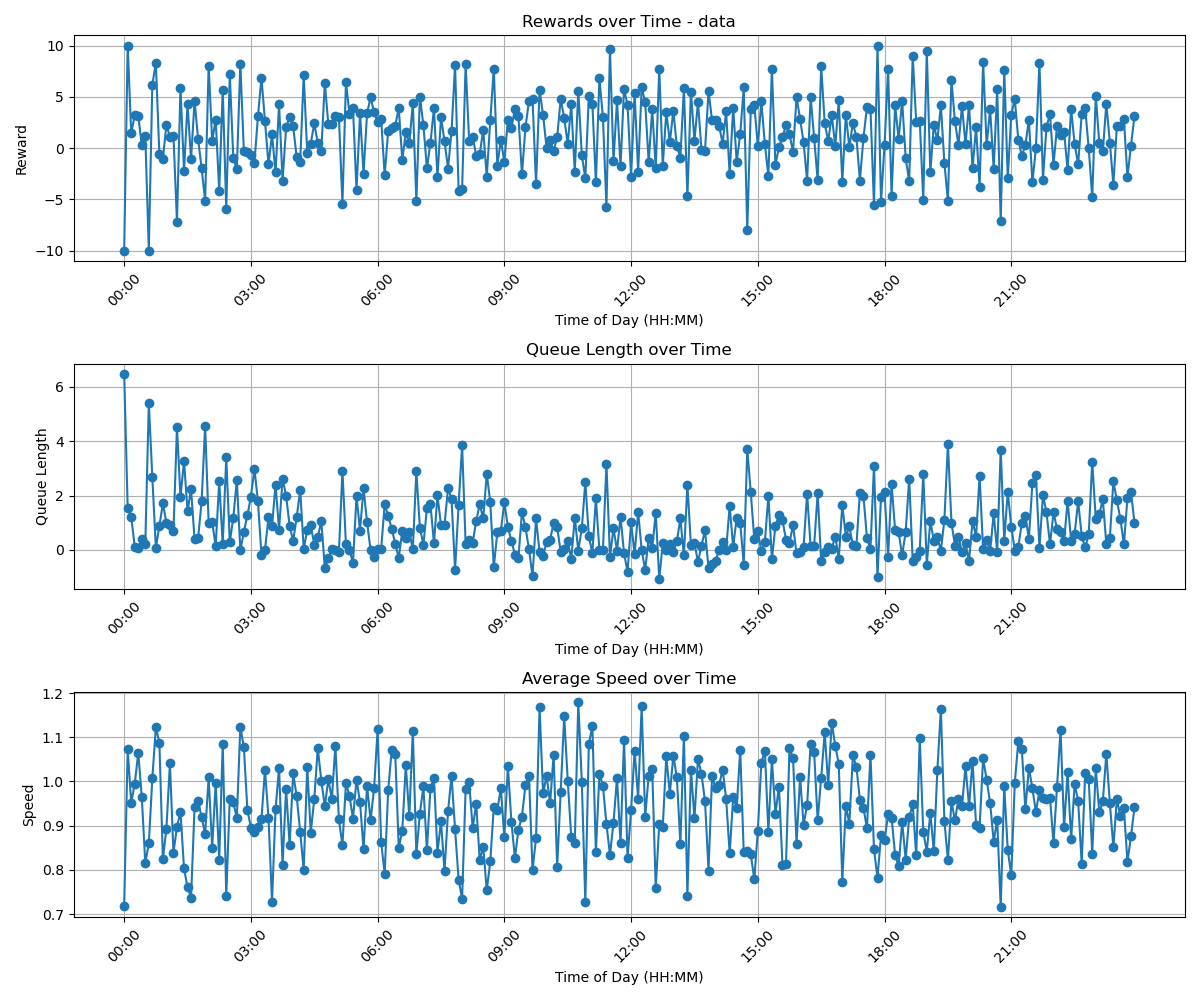 Rewards over Time - data
10
5
0
−5
−10
Reward
00:00 03:00 06:00 09:00 12:00 15:00 18:00 21:00
Time of Day (HH:MM)
Queue Length over Time
6
4
2
0
Queue Length
00:00 03:00 06:00 09:00 12:00 15:00 18:00 21:00
Time of Day (HH:MM)
Average Speed over Time
1.2
1.1
1.0
0.9
0.8
0.7
Speed
00:00 03:00 06:00 09:00 12:00 15:00 18:00 21:00
Time of Day (HH:MM)